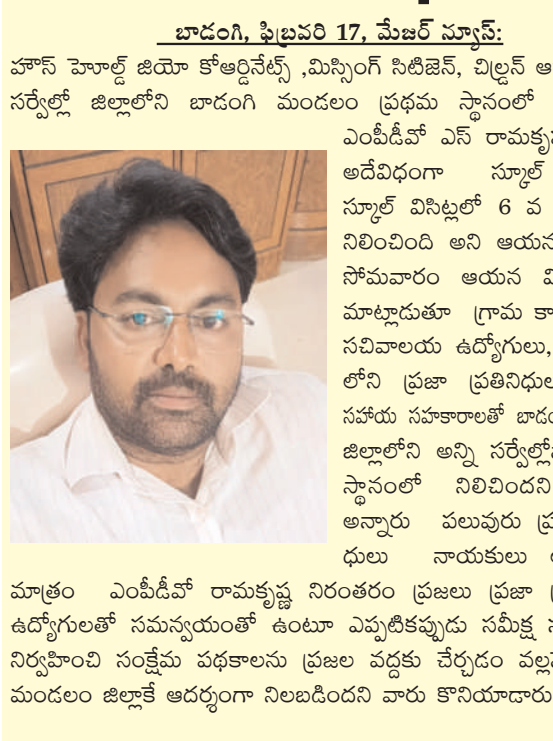 బాడంగి, ఫిబ్రవరి 17, మేజర్ న్యూస్:
హౌస్ హెూల్డ్ జియో కోఆర్డినేట్స్ ,మిస్సింగ్ సిటిజెన్, చిల్డ్రన్ ఆ
సర్వేల్లో జిల్లాలోని బాడంగి మండలం ప్రథమ స్థానంలో
ఎంపీడీవో ఎస్ రామకృష్
అదేవిధంగా స్కూల్
స్కూల్ విసిట్లలో 6 వ
నిలిచింది అని ఆయన
సోమవారం ఆయన వి
మాట్లాడుతూ గ్రామ కా
సచివాలయ ఉద్యోగులు,
లోని ప్రజా ప్రతినిధుల
సహాయ సహకారాలతో బాడం
జిల్లాలోని అన్ని సర్వేల్లో
స్థానంలో నిలిచిందని
అన్నారు పలువురు ప్ర
ధులు నాయకులు
మాత్రం ఎంపీడీవో రామకృష్ణ నిరంతరం ప్రజలు ప్రజా
ఉద్యోగులతో సమన్వయంతో ఉంటూ ఎప్పటికప్పుడు సమీక్ష
నిర్వహించి సంక్షేమ పథకాలను ప్రజల వద్దకు చేర్చడం వల్ల
మండలం జిల్లాకే ఆదర్శంగా నిలబడిందని వారు కొనియాడారు